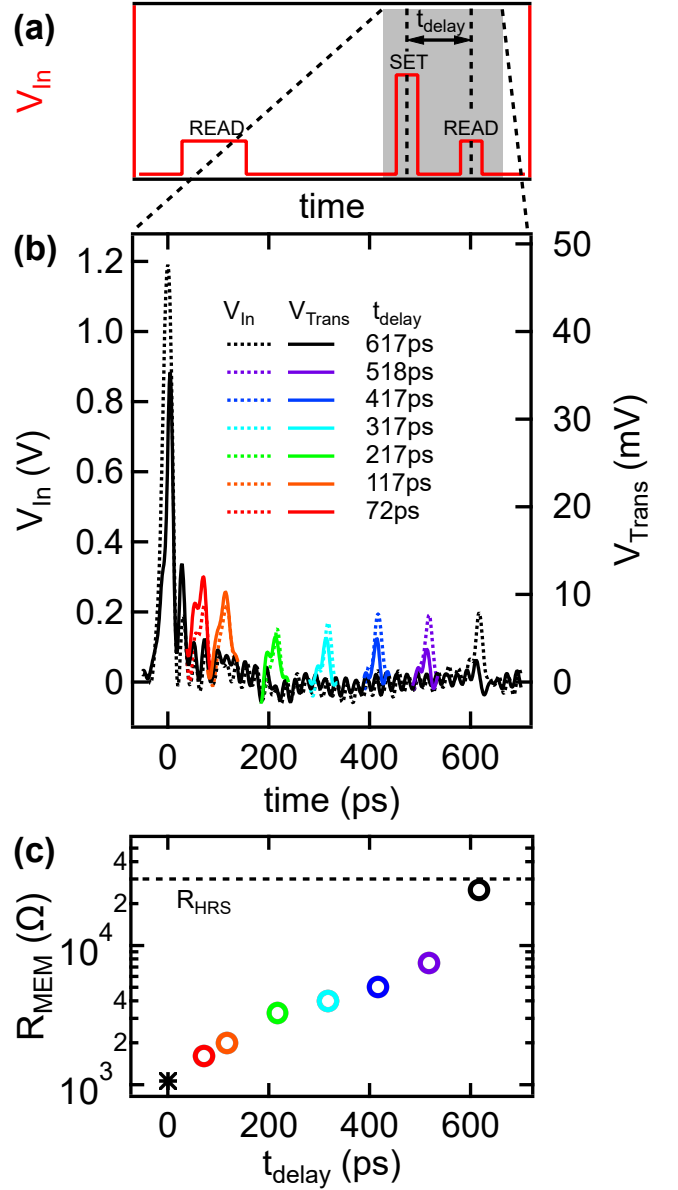 (a)
V_In
t_delay
SET
READ
READ
time
(b)
1.2
1.0
0.8
0.6
0.4
0.2
0
V_In (V)
50
40
30
20
10
0
V_Trans (mV)
V_In V_Trans t_delay
617ps
518ps
417ps
317ps
217ps
117ps
72ps
0 200 400 600
time (ps)
(c)
R_MEM (Ω)
4
2
10^4
4
2
10^3
R_HRS
0 200 400 600
t_delay (ps)